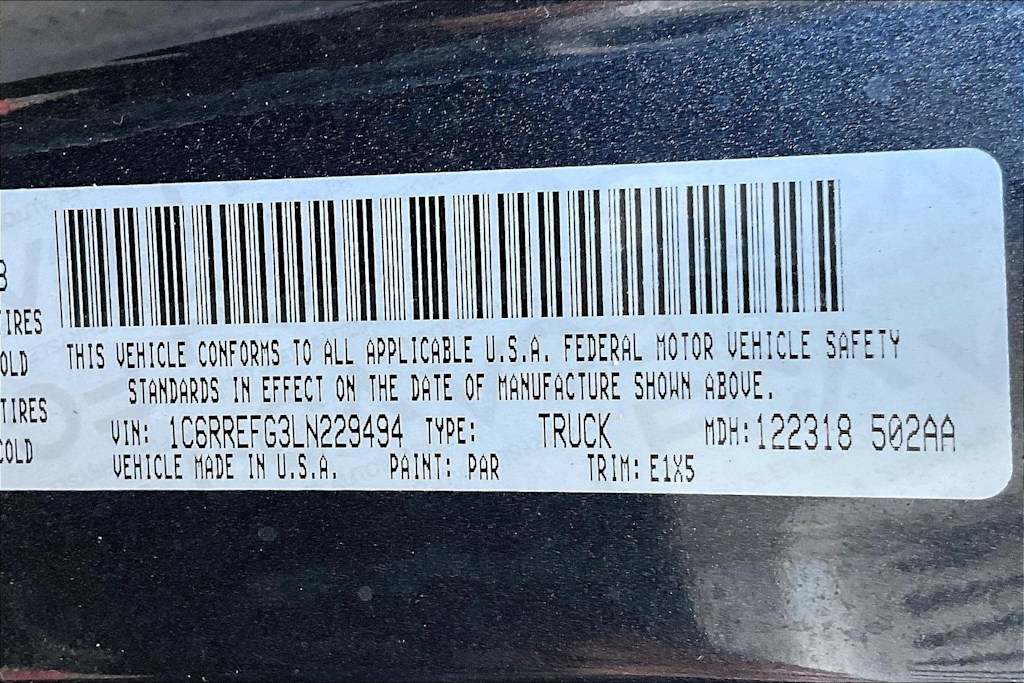 TIRES
COLD
TIRES
COLD
THIS VEHICLE CONFORMS TO ALL APPLICABLE U.S.A. FEDERAL MOTOR VEHICLE SAFETY
STANDARDS IN EFFECT ON THE DATE OF MANUFACTURE SHOWN ABOVE.
VIN: 1C6RREFG3LN229494 TYPE: TRUCK MDH:122318 502AA
VEHICLE MADE IN U.S.A. PAINT: PAR TRIM: E1X5